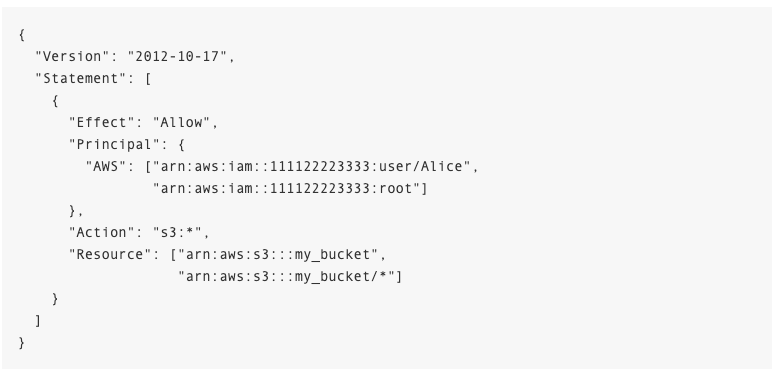 {
  "Version": "2012-10-17",
  "Statement": [
    {
      "Effect": "Allow",
      "Principal": {
        "AWS": ["arn:aws:iam::111122223333:user/Alice",
                "arn:aws:iam::111122223333:root"]
      },
      "Action": "s3:*",
      "Resource": ["arn:aws:s3:::my_bucket",
                   "arn:aws:s3:::my_bucket/*"]
    }
  ]
}